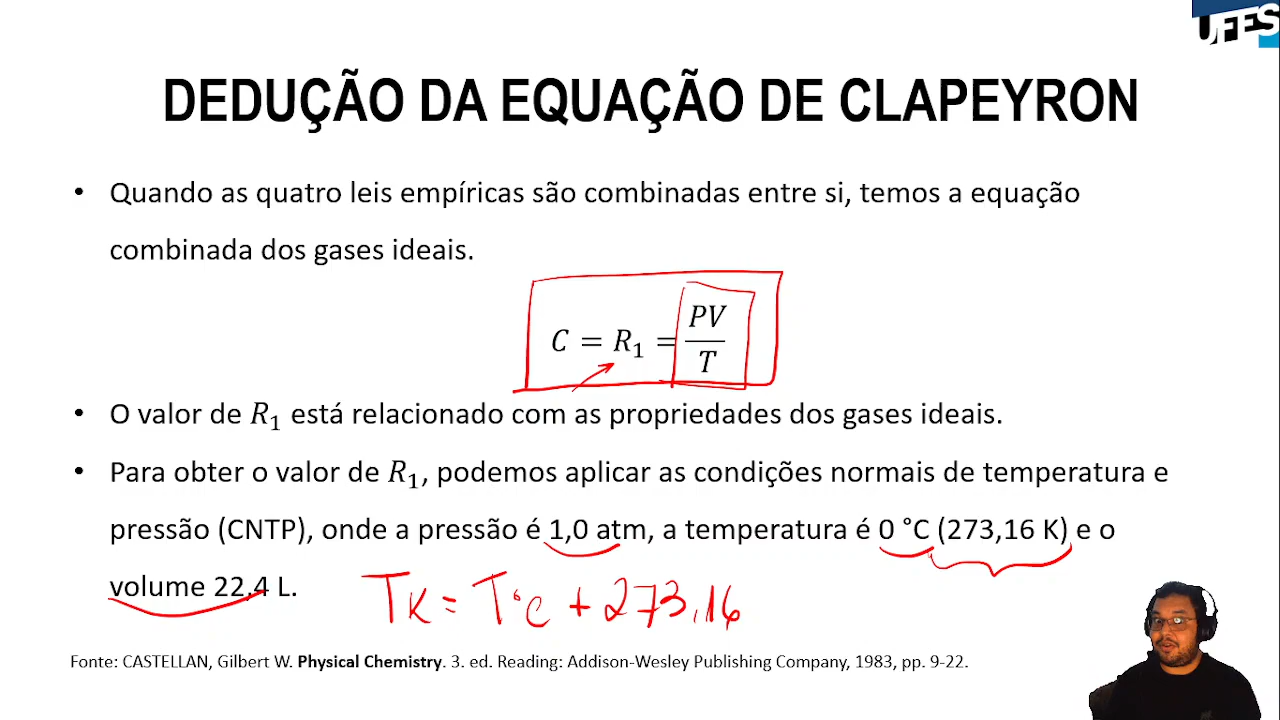 UFES
DEDUÇÃO DA EQUAÇÃO DE CLAPEYRON
• Quando as quatro leis empíricas são combinadas entre si, temos a equação
combinada dos gases ideais.
C = R₁ = PV/T
• O valor de R₁ está relacionado com as propriedades dos gases ideais.
• Para obter o valor de R₁, podemos aplicar as condições normais de temperatura e
pressão (CNTP), onde a pressão é 1,0 atm, a temperatura é 0 °C (273,16 K) e o
volume 22,4 L.
TK = T°C + 273,16
Fonte: CASTELLAN, Gilbert W. Physical Chemistry. 3. ed. Reading: Addison-Wesley Publishing Company, 1983, pp. 9-22.